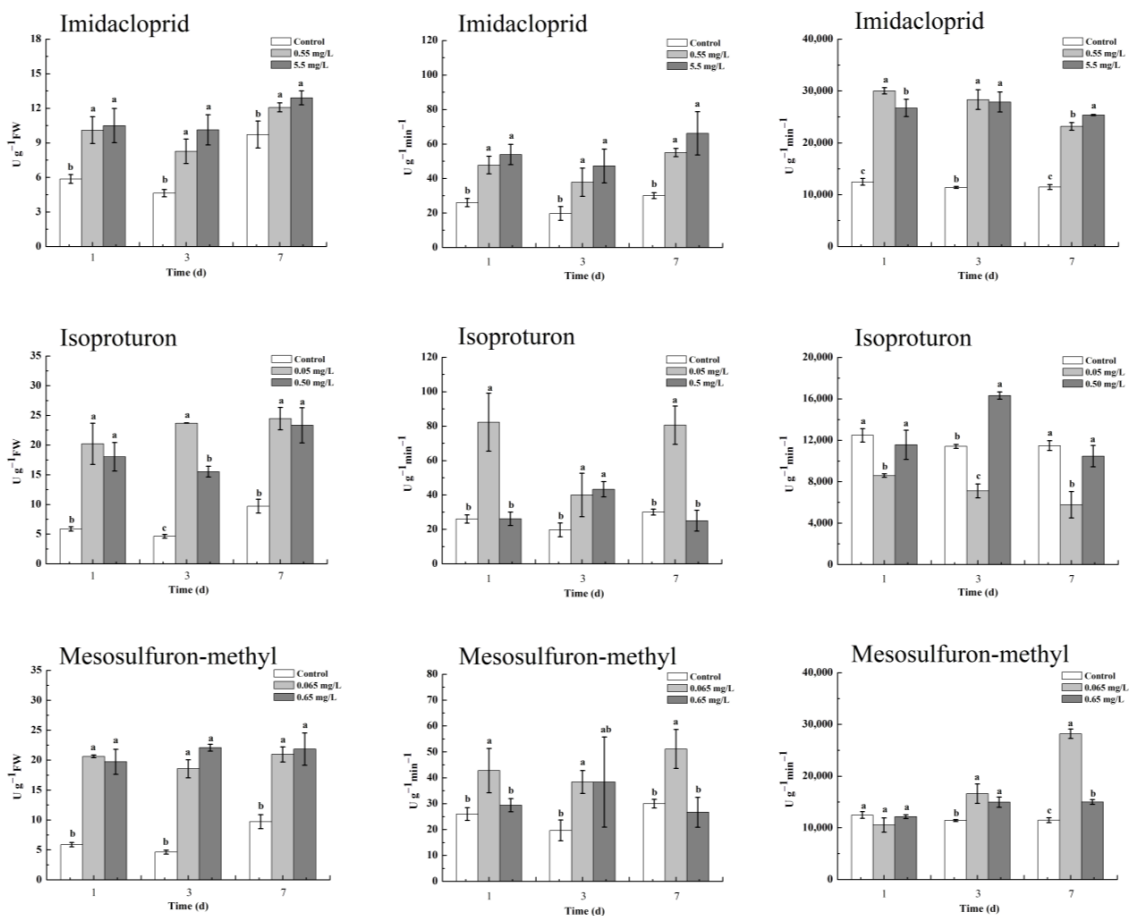 Imidacloprid
18
15
12
9
6
3
0
U g⁻¹FW
Control
0.55 mg/L
5.5 mg/L
b
a
a
b
a
a
b
a
a
1
3
7
Time (d)
Imidacloprid
120
100
80
60
40
20
0
U g⁻¹min⁻¹
Control
0.55 mg/L
5.5 mg/L
b
a
a
b
a
a
b
a
a
1
3
7
Time (d)
Imidacloprid
40,000
30,000
20,000
10,000
0
U g⁻¹min⁻¹
Control
0.55 mg/L
5.5 mg/L
c
a
b
b
a
a
c
b
a
1
3
7
Time (d)
Isoproturon
35
30
25
20
15
10
5
0
U g⁻¹FW
Control
0.05 mg/L
0.50 mg/L
b
a
a
c
a
b
b
a
a
1
3
7
Time (d)
Isoproturon
120
100
80
60
40
20
0
U g⁻¹min⁻¹
Control
0.05 mg/L
0.5 mg/L
b
a
b
b
a
a
b
a
b
1
3
7
Time (d)
Isoproturon
20,000
16,000
12,000
8,000
4,000
0
U g⁻¹min⁻¹
Control
0.05 mg/L
0.50 mg/L
a
b
a
b
c
a
a
b
a
1
3
7
Time (d)
Mesosulfuron-methyl
35
30
25
20
15
10
5
0
U g⁻¹FW
Control
0.065 mg/L
0.65 mg/L
b
a
a
b
a
a
b
a
a
1
3
7
Time (d)
Mesosulfuron-methyl
80
70
60
50
40
30
20
10
0
U g⁻¹min⁻¹
Control
0.065 mg/L
0.65 mg/L
b
a
b
b
a
ab
b
a
b
1
3
7
Time (d)
Mesosulfuron-methyl
40,000
30,000
20,000
10,000
0
U g⁻¹min⁻¹
Control
0.065 mg/L
0.65 mg/L
a
a
a
b
a
a
c
a
b
1
3
7
Time (d)